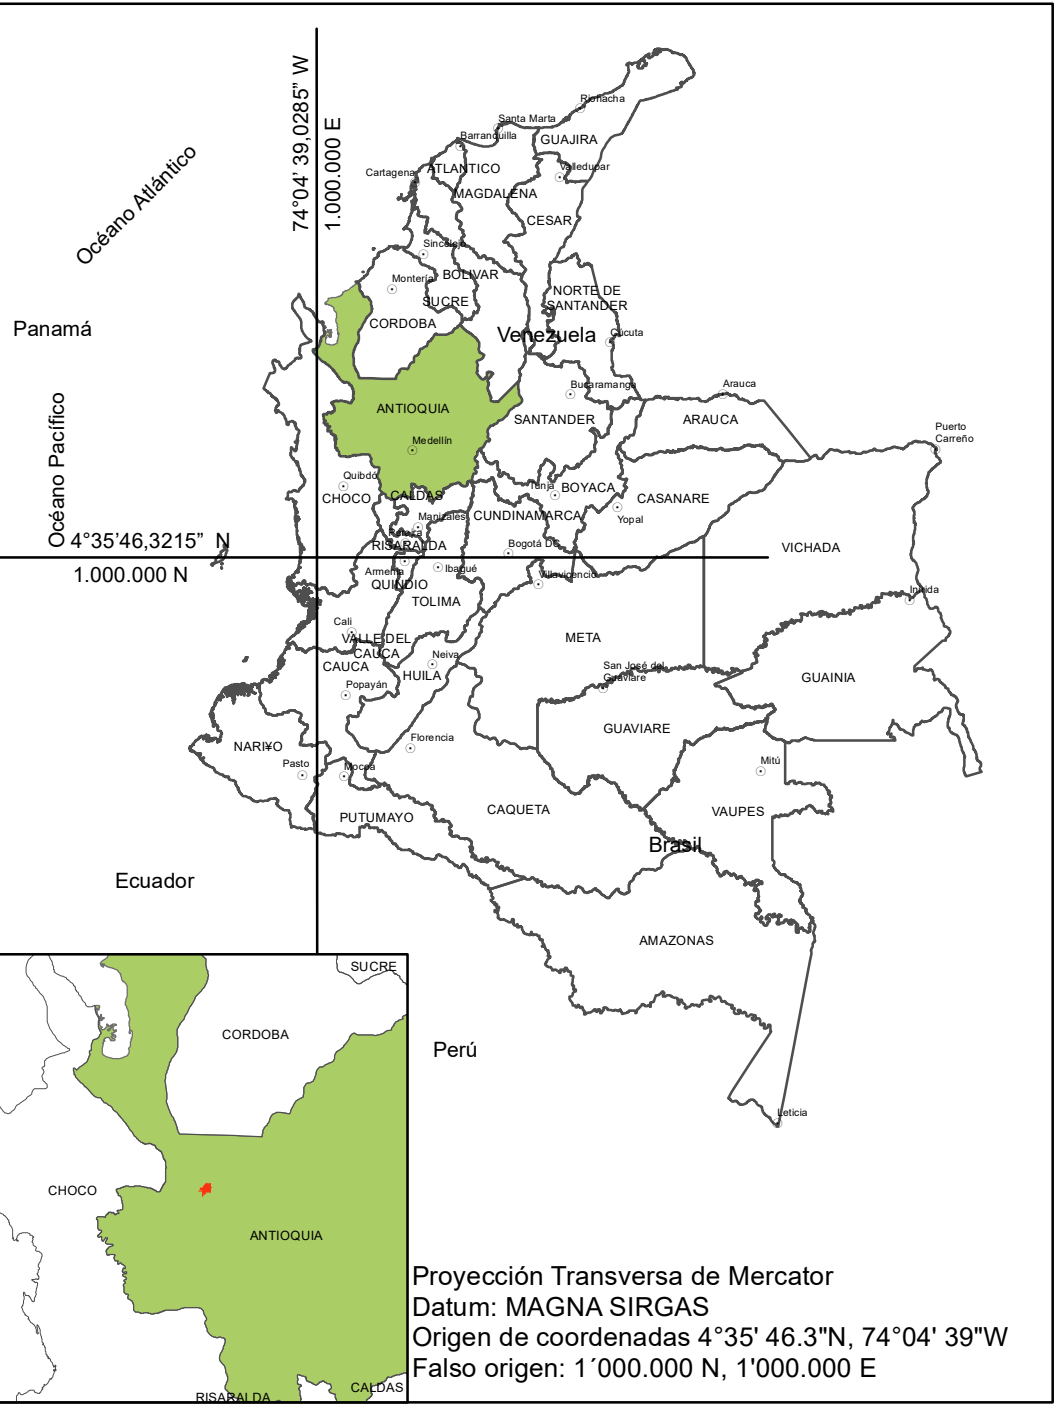 74°04' 39,0285" W
1.000.000 E
Océano Atlántico
Riohacha
Santa Marta
GUAJIRA
Barranquilla
ATLANTICO
Cartagena
Valledupar
MAGDALENA
CESAR
Sincelejo
BOLIVAR
Montería
SUCRE
NORTE DE
SANTANDER
CORDOBA
Panamá
Venezuela
Cúcuta
Bucaramanga
Arauca
ANTIOQUIA
SANTANDER
ARAUCA
Océano Pacífico
Medellín
Puerto
Carreño
Quibdó
CHOCO
CALDAS
Tunja
BOYACA
CASANARE
Manizales
CUNDINAMARCA
Yopal
Pereira
RISARALDA
4°35'46,3215" N
1.000.000 N
Bogotá DC
VICHADA
Armenia
Ibagué
QUINDIO
Villavicencio
TOLIMA
Inírida
Cali
VALLE DEL
CAUCA
META
CAUCA
Neiva
HUILA
San José del
Guaviare
GUAINIA
Popayán
GUAVIARE
NARI¥O
Florencia
Pasto
Mocoa
Mitú
PUTUMAYO
CAQUETA
VAUPES
Brasil
Ecuador
AMAZONAS
Perú
Leticia
SUCRE
CORDOBA
CHOCO
ANTIOQUIA
CALDAS
RISARALDA
Proyección Transversa de Mercator
Datum: MAGNA SIRGAS
Origen de coordenadas 4°35' 46.3"N, 74°04' 39"W
Falso origen: 1´000.000 N, 1'000.000 E